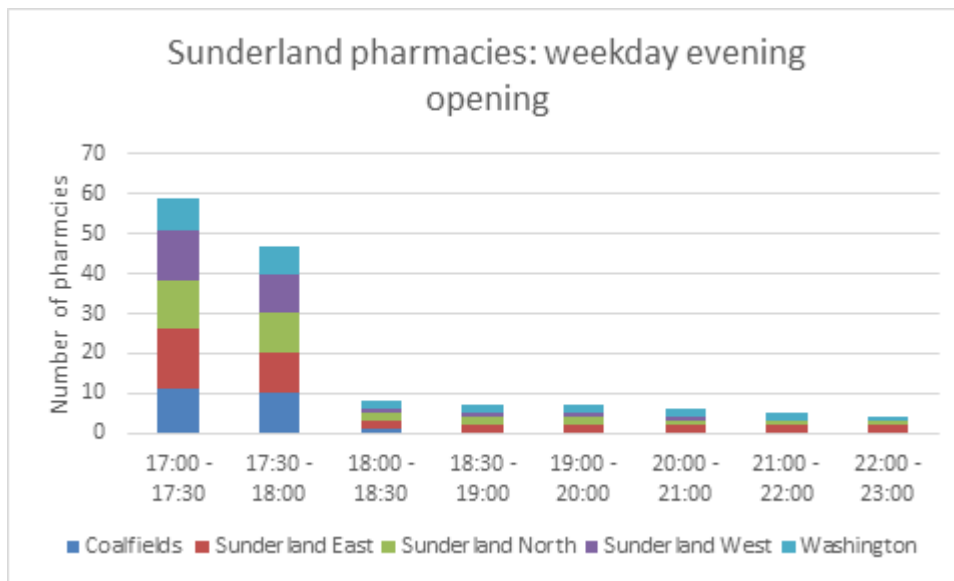 Sunderland pharmacies: weekday evening
opening
Number of pharmcies
70
60
50
40
30
20
10
0
17:00 - 17:30
17:30 - 18:00
18:00 - 18:30
18:30 - 19:00
19:00 - 20:00
20:00 - 21:00
21:00 - 22:00
22:00 - 23:00
Coalfields Sunderland East Sunderland North Sunderland West Washington